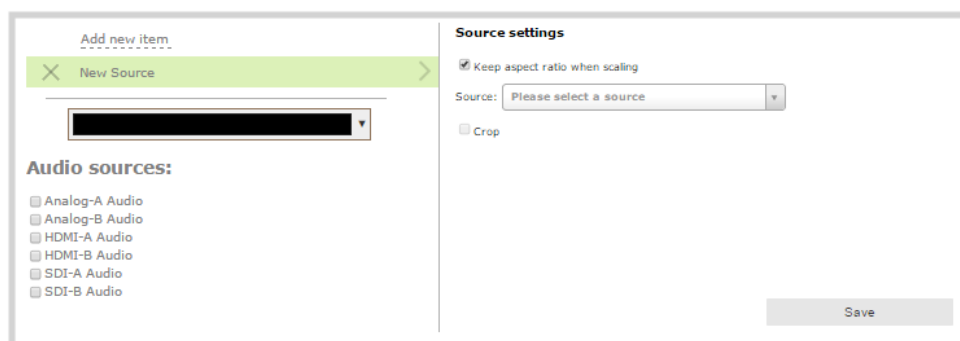 Add new item
New Source
Audio sources:
Analog-A Audio
Analog-B Audio
HDMI-A Audio
HDMI-B Audio
SDI-A Audio
SDI-B Audio
Source settings
Keep aspect ratio when scaling
Source: Please select a source
Crop
Save